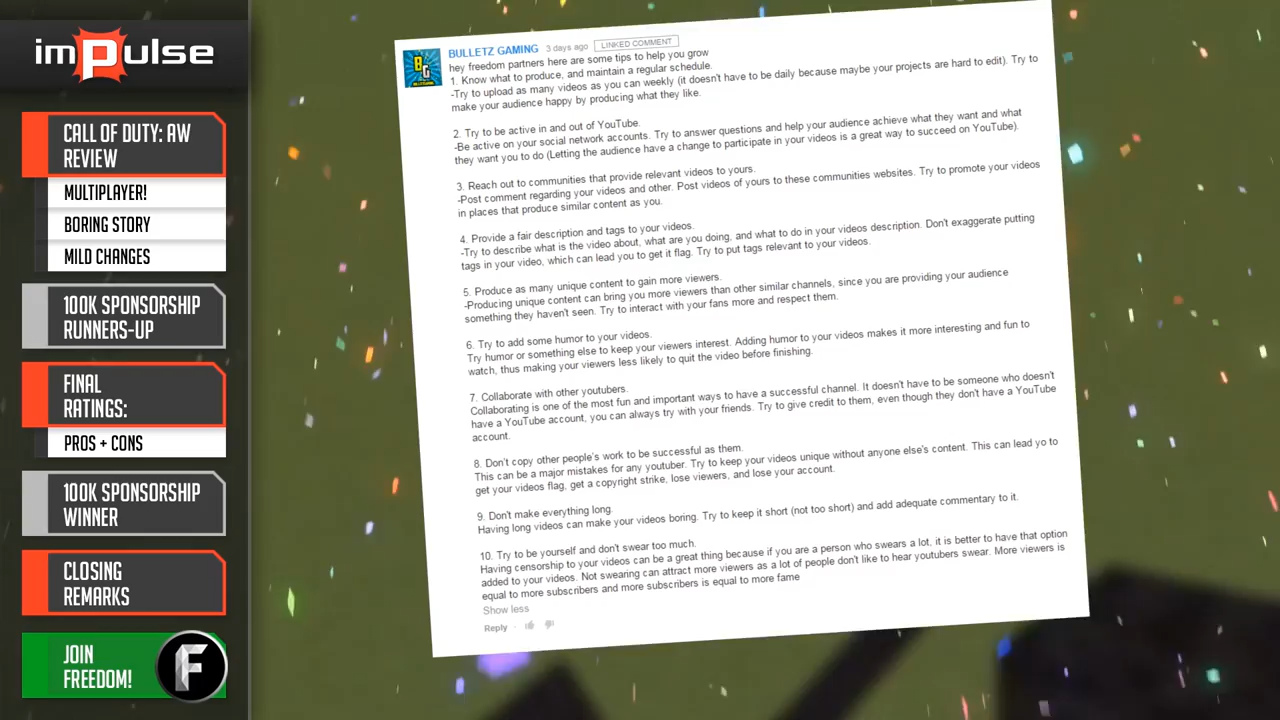 impulse
CALL OF DUTY: AW
REVIEW
MULTIPLAYER!
BORING STORY
MILD CHANGES
100K SPONSORSHIP
RUNNERS-UP
FINAL
RATINGS:
PROS + CONS
100K SPONSORSHIP
WINNER
CLOSING
REMARKS
JOIN
FREEDOM!
F
BG
BULLETZ GAMING 3 days ago LINKED COMMENT
hey freedom partners here are some tips to help you grow
1. Know what to produce, and maintain a regular schedule.
-Try to upload as many videos as you can weekly (it doesn't have to be daily because maybe your projects are hard to edit). Try to
make your audience happy by producing what they like.
2. Try to be active in and out of YouTube.
-Be active on your social network accounts. Try to answer questions and help your audience achieve what they want and what
they want you to do (Letting the audience have a change to participate in your videos is a great way to succeed on YouTube).
3. Reach out to communities that provide relevant videos to yours.
-Post comment regarding your videos and other. Post videos of yours to these communities websites. Try to promote your videos
in places that produce similar content as you.
4. Provide a fair description and tags to your videos.
-Try to describe what is the video about, what are you doing, and what to do in your videos description. Don't exaggerate putting
tags in your video, which can lead you to get it flag. Try to put tags relevant to your videos.
5. Produce as many unique content to gain more viewers.
-Producing unique content can bring you more viewers than other similar channels, since you are providing your audience
something they haven't seen. Try to interact with your fans more and respect them.
6. Try to add some humor to your videos.
Try humor or something else to keep your viewers interest. Adding humor to your videos makes it more interesting and fun to
watch, thus making your viewers less likely to quit the video before finishing.
7. Collaborate with other youtubers.
Collaborating is one of the most fun and important ways to have a successful channel. It doesn't have to be someone who doesn't
have a YouTube account, you can always try with your friends. Try to give credit to them, even though they don't have a YouTube
account.
8. Don't copy other people's work to be successful as them.
This can be a major mistakes for any youtuber. Try to keep your videos unique without anyone else's content. This can lead yo to
get your videos flag, get a copyright strike, lose viewers, and lose your account.
9. Don't make everything long.
Having long videos can make your videos boring. Try to keep it short (not too short) and add adequate commentary to it.
10. Try to be yourself and don't swear too much.
Having censorship to your videos can be a great thing because if you are a person who swears a lot, it is better to have that option
added to your videos. Not swearing can attract more viewers as a lot of people don't like to hear youtubers swear. More viewers is
equal to more subscribers and more subscribers is equal to more fame
Show less
Reply